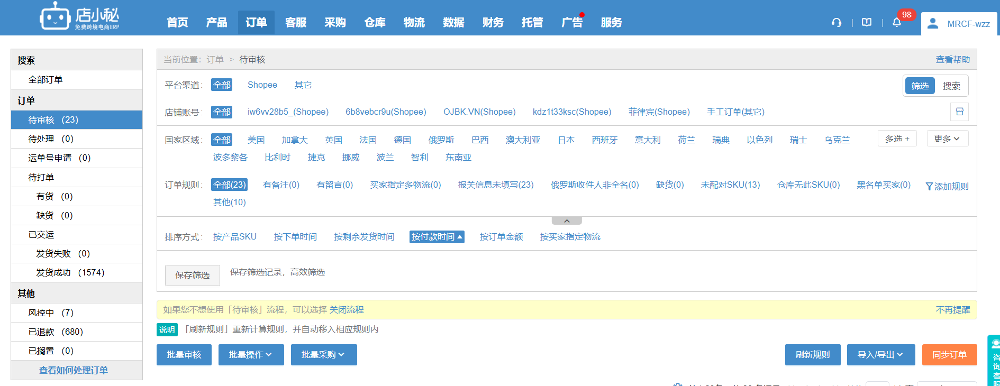 店小秘
免费跨境电商ERP
首页 产品 订单 客服 采购 仓库 物流 数据 财务 托管 广告 服务
98
MRCF-wzz
搜索
全部订单
订单
待审核 (23)
待处理 (0)
运单号申请 (0)
待打单
有货 (0)
缺货 (0)
已交运
发货失败 (0)
发货成功 (1574)
其他
风控中 (7)
已退款 (680)
已搁置 (0)
查看如何处理订单
当前位置：订单 > 待审核 查看帮助
平台渠道： 全部 Shopee 其它 筛选 搜索
店铺账号： 全部 iw6vv28b5_(Shopee) 6b8vebcr9u(Shopee) OJBK.VN(Shopee) kdz1t33ksc(Shopee) 菲律宾(Shopee) 手工订单(其它)
国家区域： 全部 美国 加拿大 英国 法国 德国 俄罗斯 巴西 澳大利亚 日本 西班牙 意大利 荷兰 瑞典 以色列 瑞士 乌克兰 多选 + 更多
波多黎各 比利时 捷克 挪威 波兰 智利 东南亚
订单规则： 全部(23) 有备注(0) 有留言(0) 买家指定多物流(0) 报关信息未填写(23) 俄罗斯收件人非全名(0) 缺货(0) 未配对SKU(13) 仓库无此SKU(0) 黑名单买家(0) 添加规则
其他(10)
排序方式： 按产品SKU 按下单时间 按剩余发货时间 按付款时间 按订单金额 按买家指定物流
保存筛选 保存筛选记录，高效筛选
如果您不想使用「待审核」流程，可以选择 关闭流程 不再提醒
说明 「刷新规则」重新计算规则，并自动移入相应规则内
批量审核 批量操作 批量采购 刷新规则 导入/导出 同步订单
咨询客服